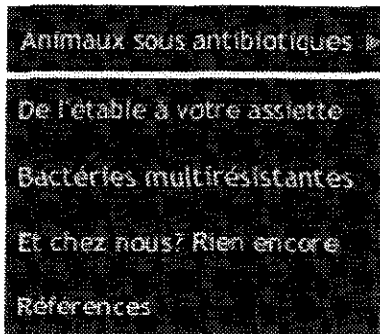 Animaux sous antibiotiques
De l'étable à votre assiette
Bactéries multirésistantes
Et chez nous? Rien encore
Références